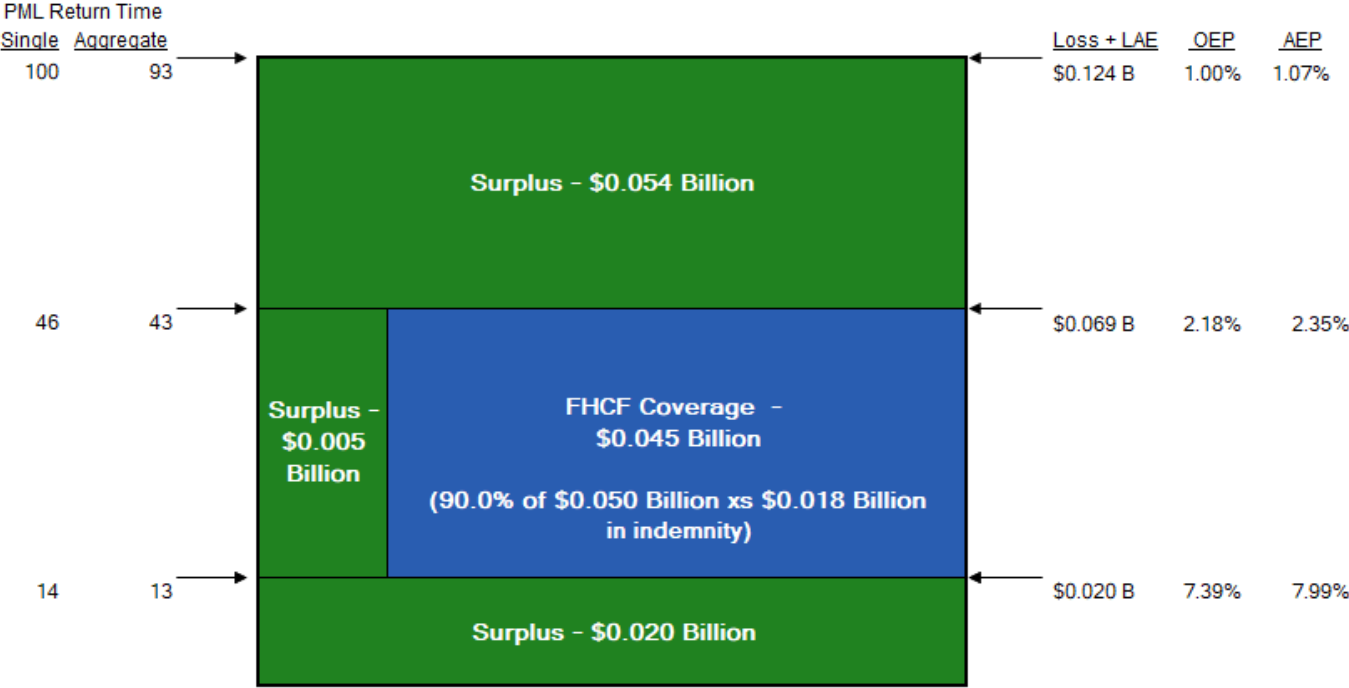 PML Return Time
Single Aggregate Loss + LAE OEP AEP
100 93 $0.124 B 1.00% 1.07%
Surplus - $0.054 Billion
46 43 $0.069 B 2.18% 2.35%
Surplus -
$0.005
Billion
FHCF Coverage -
$0.045 Billion
(90.0% of $0.050 Billion xs $0.018 Billion
in indemnity)
14 13 $0.020 B 7.39% 7.99%
Surplus - $0.020 Billion